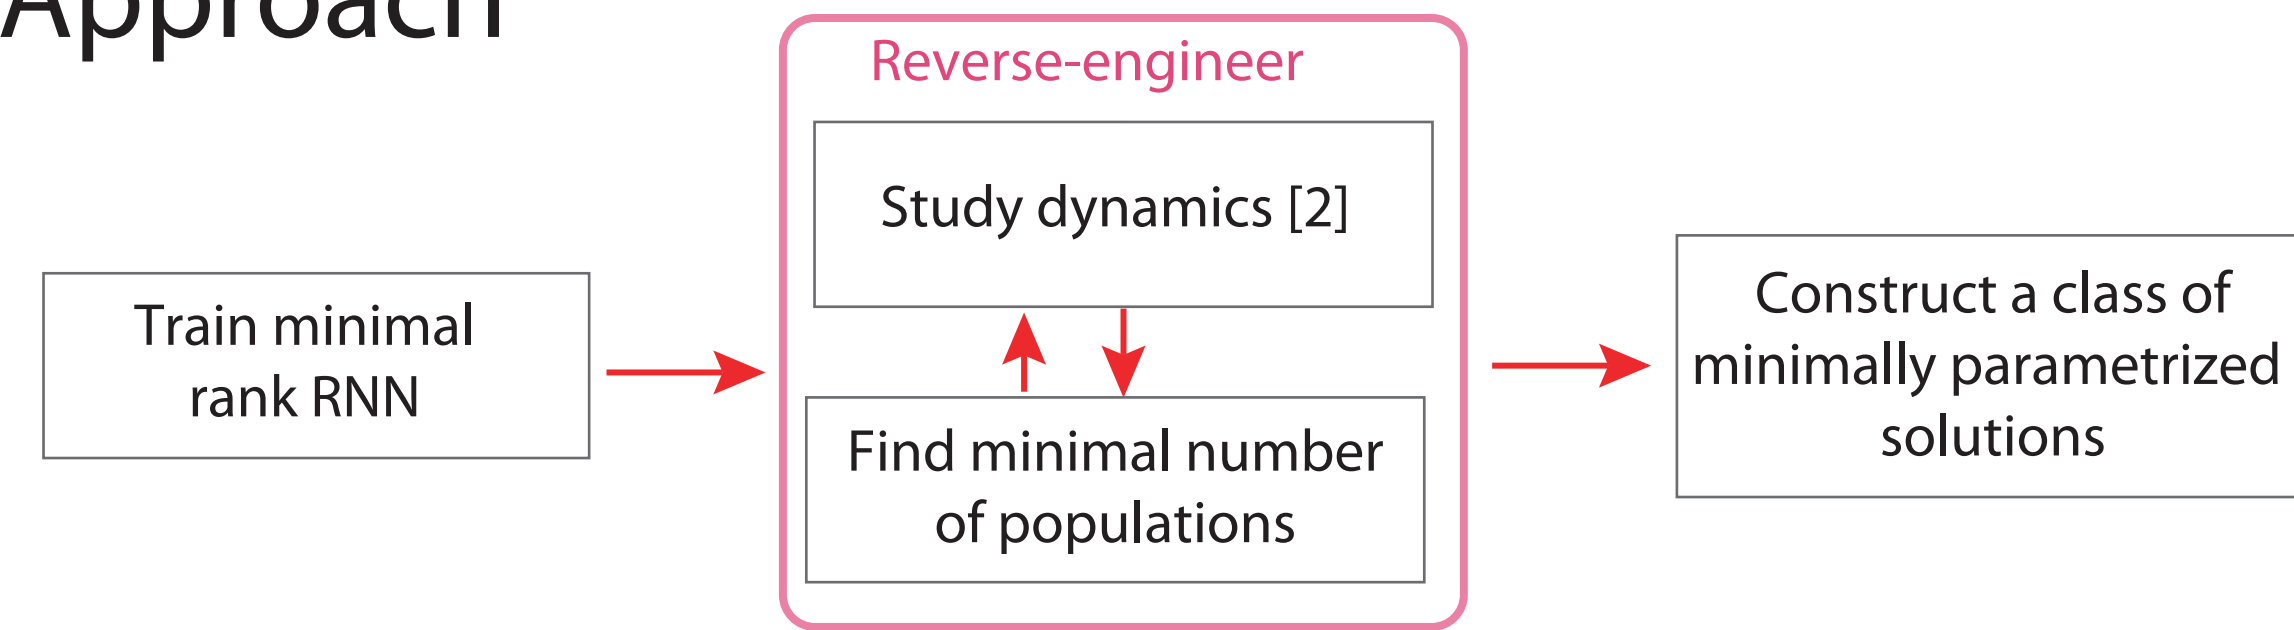 Approach
Reverse-engineer
Study dynamics [2]
Train minimal
rank RNN
Find minimal number
of populations
Construct a class of
minimally parametrized
solutions